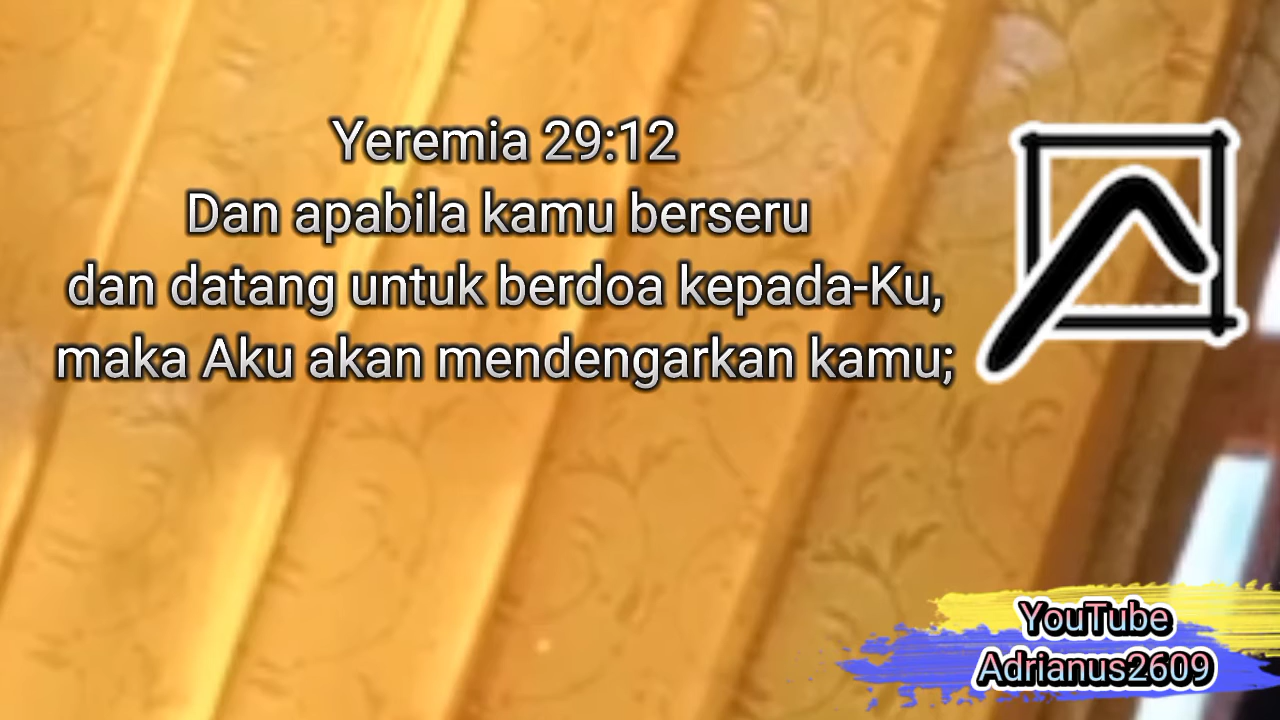 Yeremia 29:12
Dan apabila kamu berseru
dan datang untuk berdoa kepada-Ku,
maka Aku akan mendengarkan kamu;
YouTube
Adrianus2609